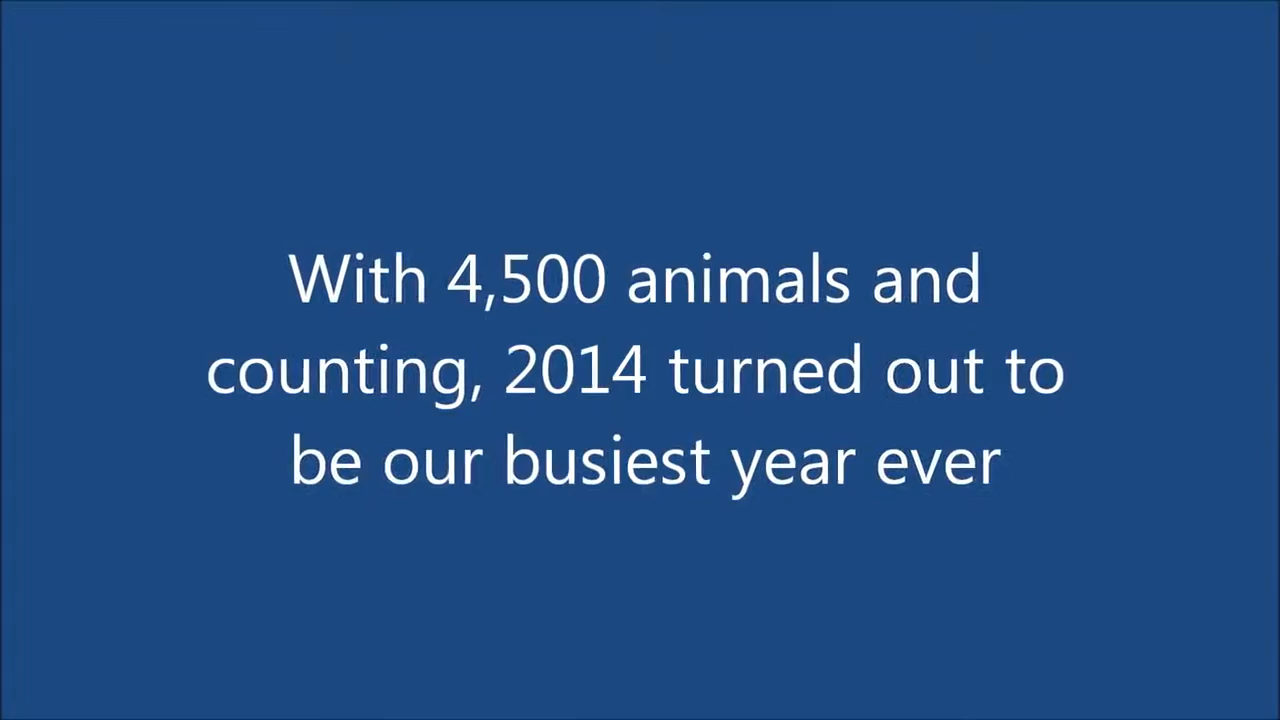 With 4,500 animals and
counting, 2014 turned out to
be our busiest year ever